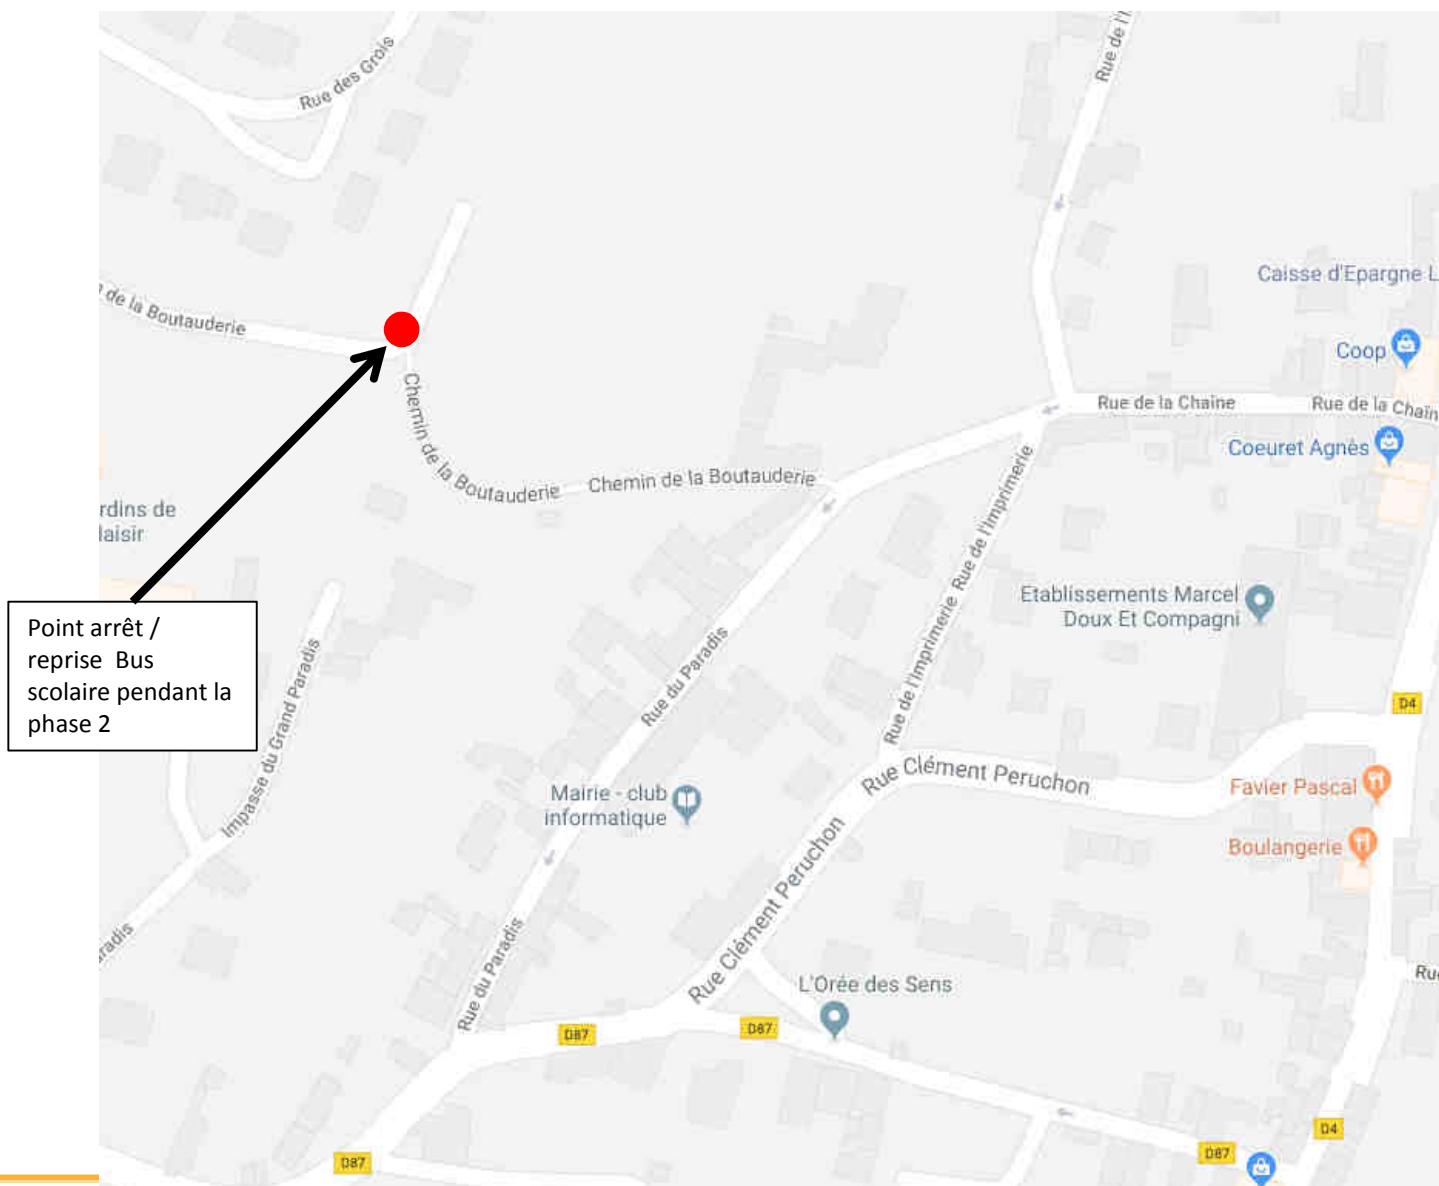 Rue des Grois
Rue de l'I
Caisse d'Epargne L
de la Boutauderie
Coop
Rue de la Chaîne
Rue de la Chaîn
Chemin de la Boutauderie
Chemin de la Boutauderie
Coeuret Agnès
rdins de
laisir
Rue de l'Imprimerie
Rue de l'Imprimerie
Etablissements Marcel
Doux Et Compagni
Point arrêt /
reprise Bus
scolaire pendant la
phase 2
Impasse du Grand Paradis
Rue du Paradis
D4
Rue Clément Peruchon
Favier Pascal
Mairie - club
informatique
Boulangerie
Rue Clément Peruchon
aradis
Rue du Paradis
L'Orée des Sens
Ru
D87
D87
D4
D87
D87